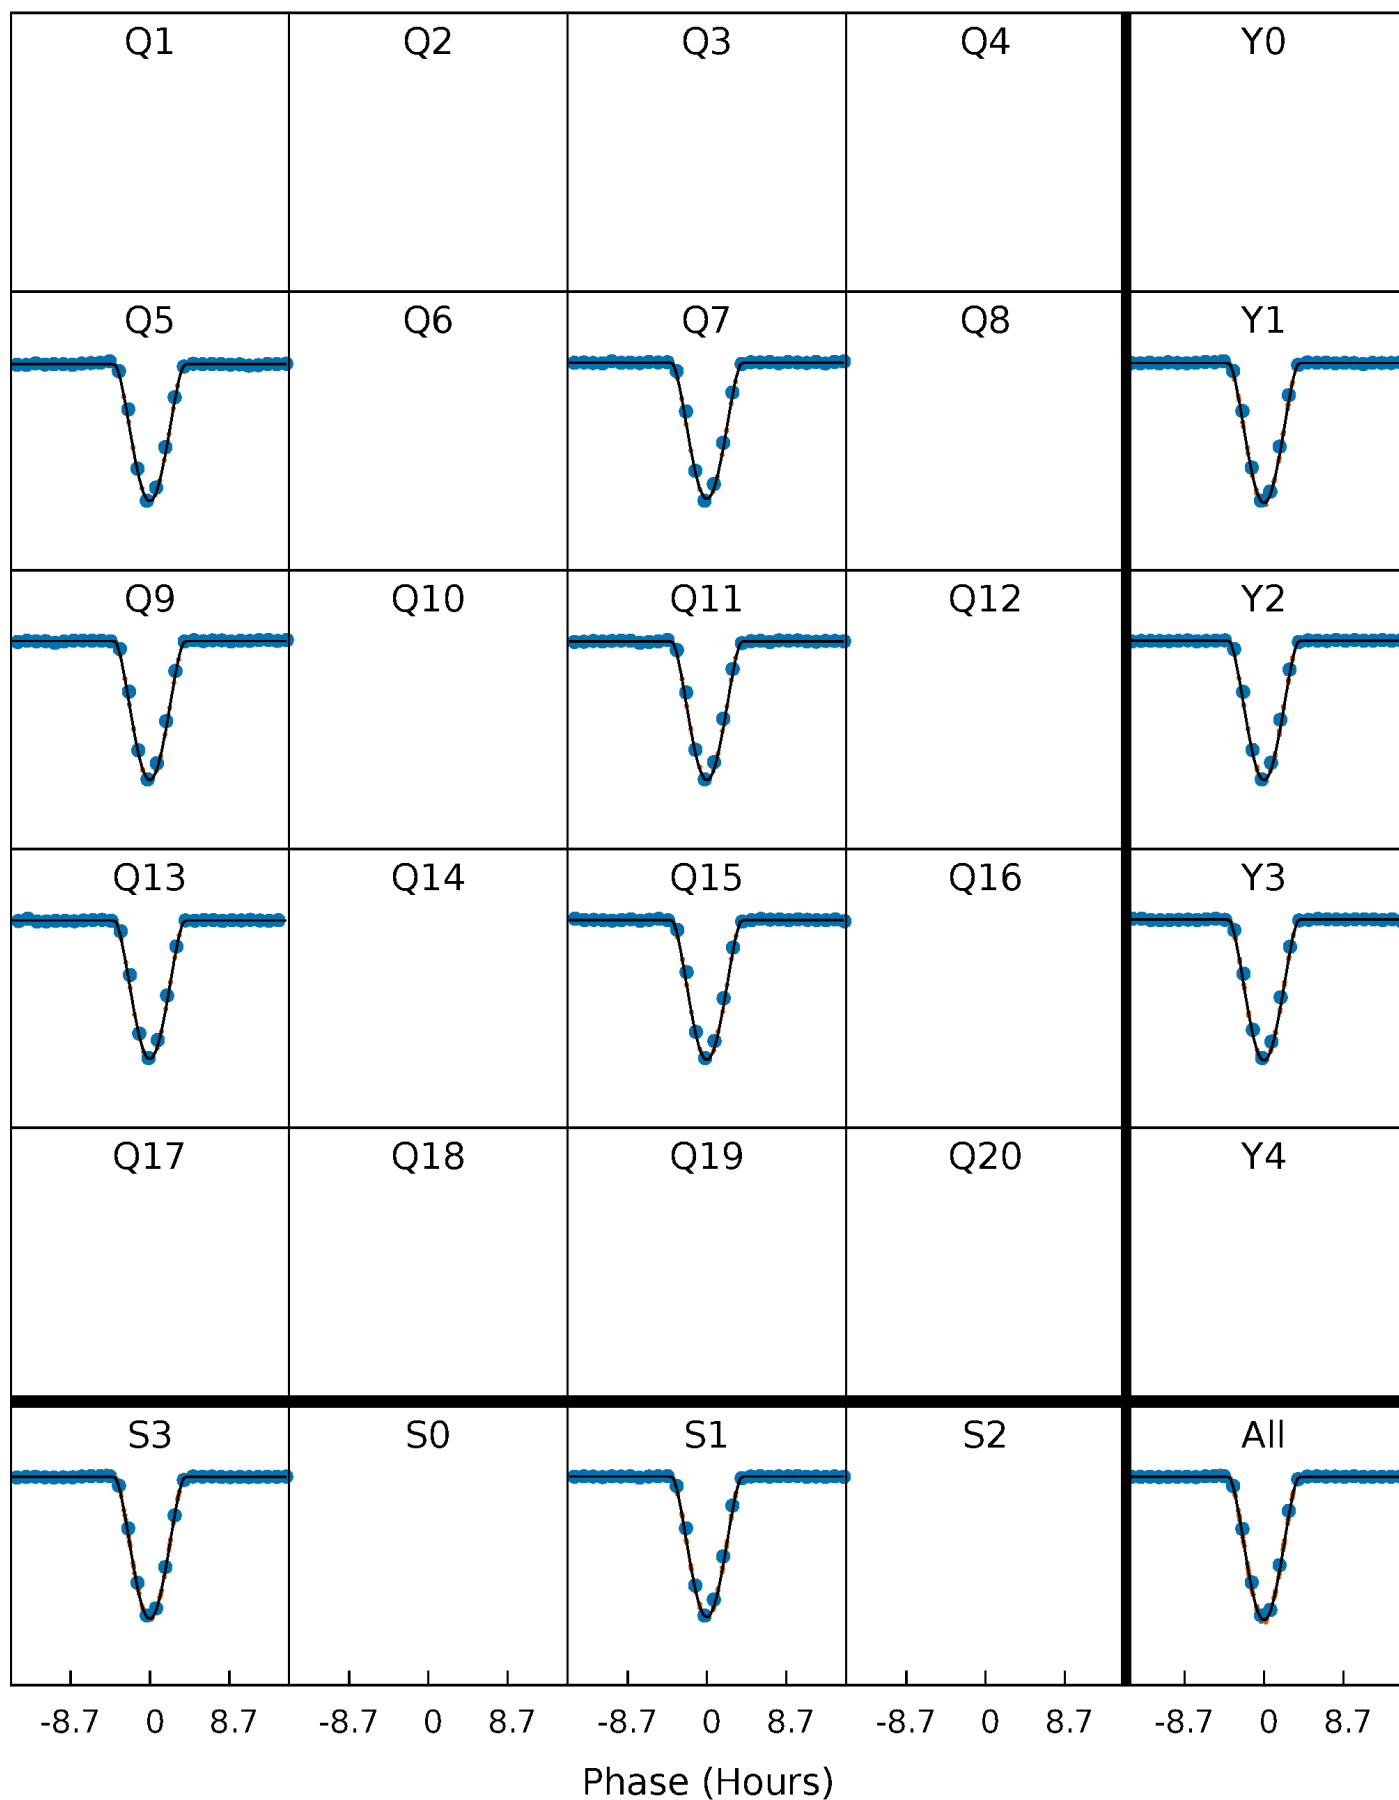 Q1 Q2 Q3 Q4 Y0
Q5 Q6 Q7 Q8 Y1
Q9 Q10 Q11 Q12 Y2
Q13 Q14 Q15 Q16 Y3
Q17 Q18 Q19 Q20 Y4
S3 S0 S1 S2 All
-8.7 0 8.7 -8.7 0 8.7 -8.7 0 8.7 -8.7 0 8.7 -8.7 0 8.7
Phase (Hours)